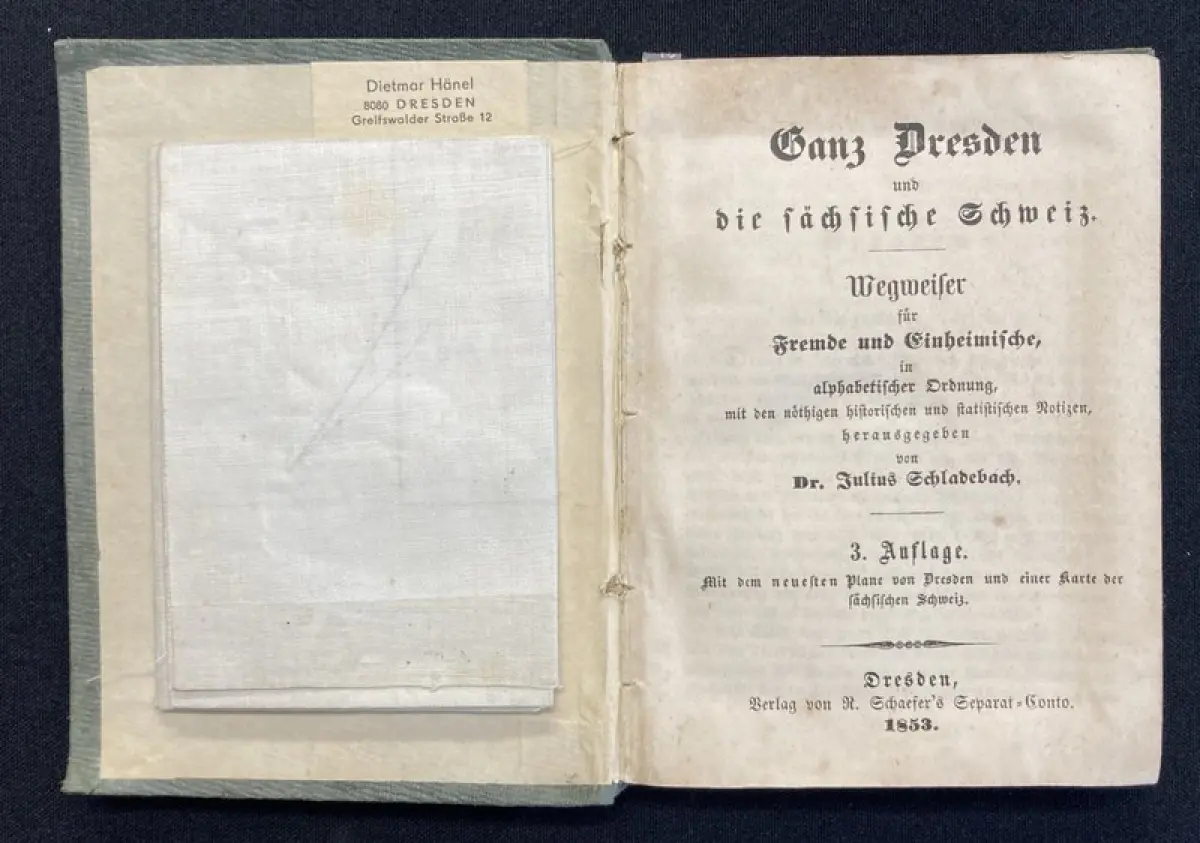 Dietmar Hänel
8080 DRESDEN
Greifswalder Straße 12
Ganz Dresden
und
die sächsische Schweiz.
Wegweiser
für
Fremde und Einheimische,
in
alphabetischer Ordnung,
mit den nöthigen historischen und statistischen Notizen,
herausgegeben
von
Dr. Julius Schladebach.
3. Auflage.
Mit dem neuesten Plane von Dresden und einer Karte der
sächsischen Schweiz.
Dresden,
Verlag von R. Schaefer's Separat-Conto.
1853.